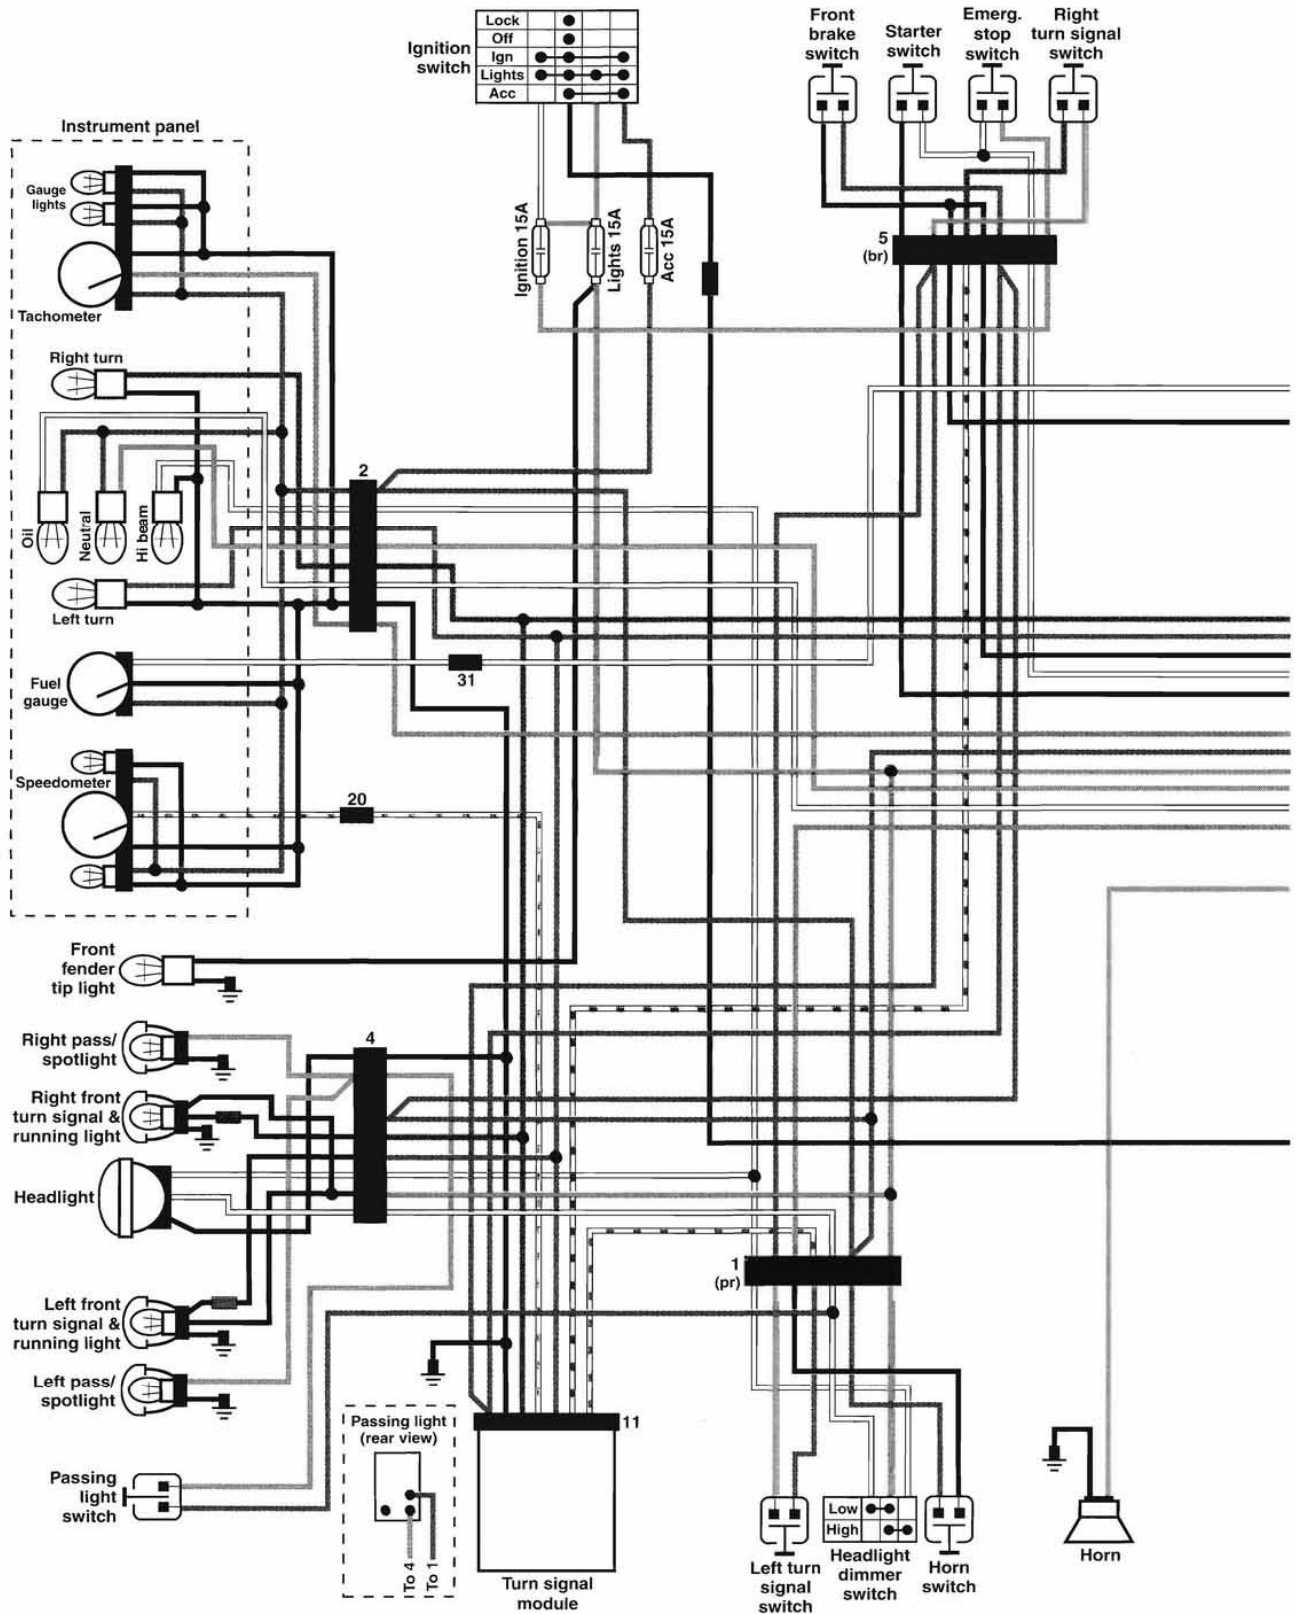 Ignition
switch
Lock
Off
Ign
Lights
Acc
Front
brake
switch
Starter
switch
Emerg.
stop
switch
Right
turn signal
switch
Instrument panel
Gauge
lights
Tachometer
Ignition 15A
Lights 15A
Acc 15A
5
(br)
Right turn
Oil
Neutral
Hi beam
2
Left turn
Fuel
gauge
31
Speedometer
20
Front
fender
tip light
Right pass/
spotlight
4
Right front
turn signal &
running light
Headlight
1
(pr)
Left front
turn signal &
running light
Left pass/
spotlight
Passing light
(rear view)
To 4
To 1
11
Turn signal
module
Passing
light
switch
Low
High
Left turn
signal
switch
Headlight
dimmer
switch
Horn
switch
Horn